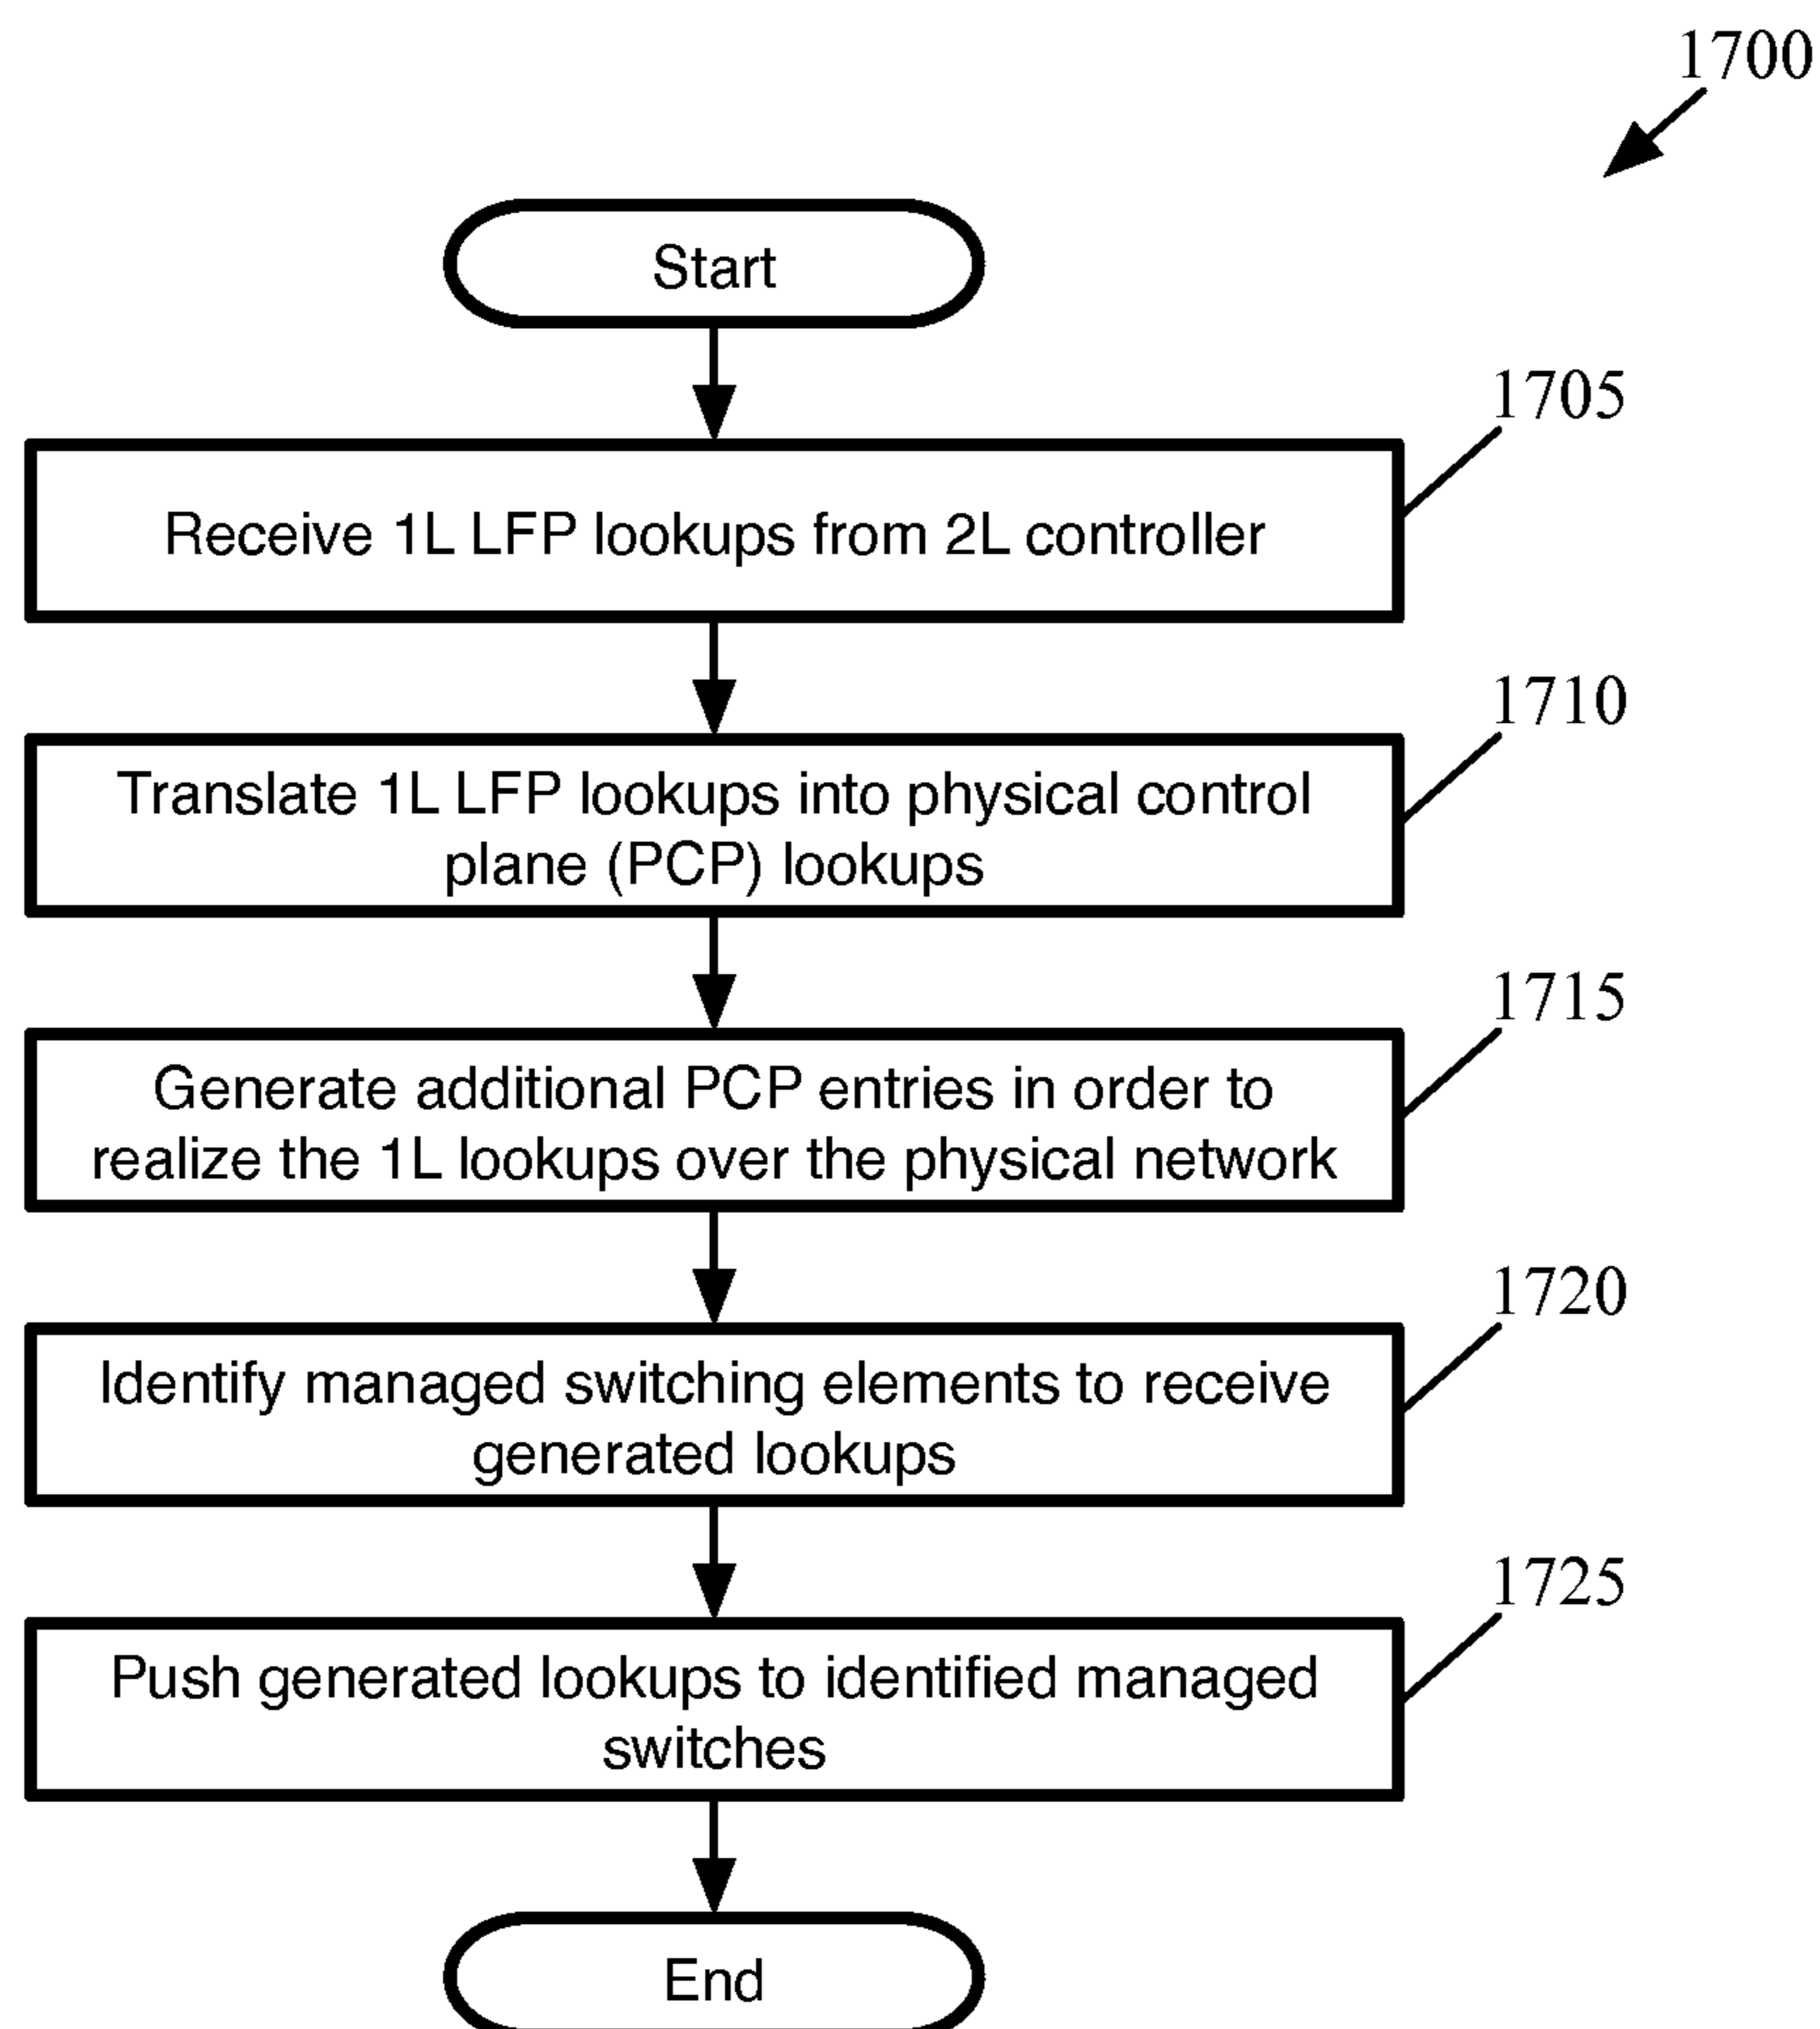 1700
Start
1705
Receive 1L LFP lookups from 2L controller
1710
Translate 1L LFP lookups into physical control
plane (PCP) lookups
1715
Generate additional PCP entries in order to
realize the 1L lookups over the physical network
1720
Identify managed switching elements to receive
generated lookups
1725
Push generated lookups to identified managed
switches
End